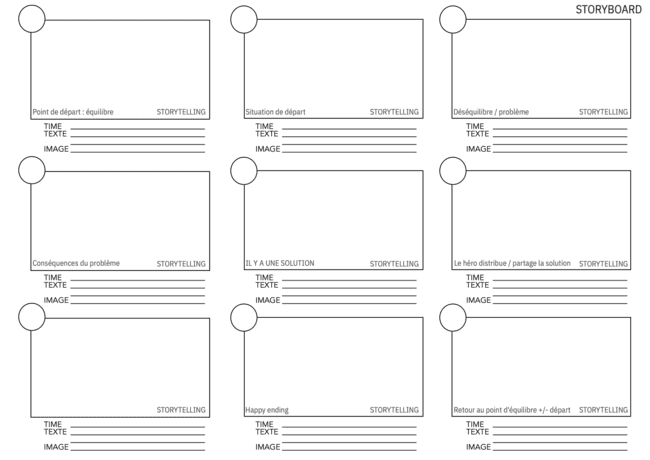 STORYBOARD
Point de départ : équilibre STORYTELLING
TIME
TEXTE
IMAGE
Situation de départ STORYTELLING
TIME
TEXTE
IMAGE
Déséquilibre / problème STORYTELLING
TIME
TEXTE
IMAGE
Conséquences du problème STORYTELLING
TIME
TEXTE
IMAGE
IL Y A UNE SOLUTION STORYTELLING
TIME
TEXTE
IMAGE
Le héro distribue / partage la solution STORYTELLING
TIME
TEXTE
IMAGE
STORYTELLING
TIME
TEXTE
IMAGE
Happy ending STORYTELLING
TIME
TEXTE
IMAGE
Retour au point d'équilibre +/- départ STORYTELLING
TIME
TEXTE
IMAGE